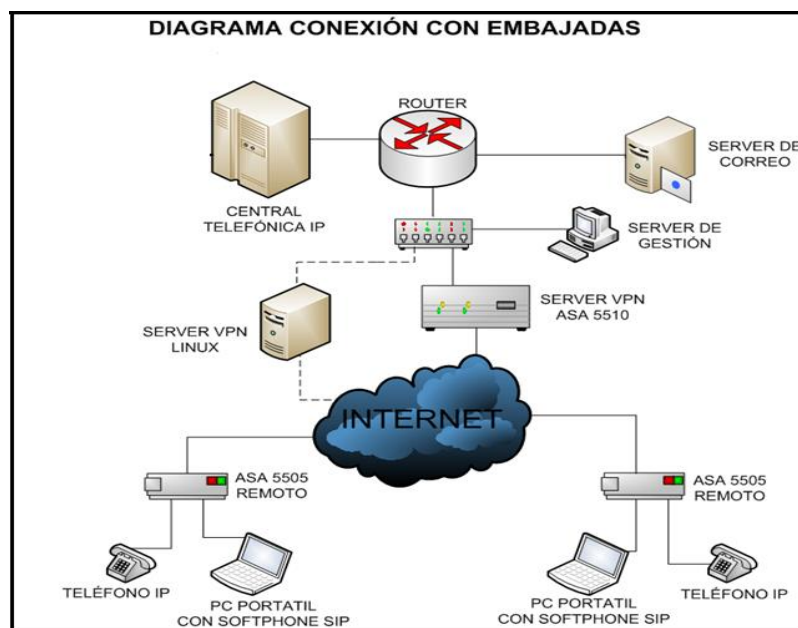 DIAGRAMA CONEXIÓN CON EMBAJADAS
ROUTER
CENTRAL
TELEFÓNICA IP
SERVER DE
CORREO
SERVER DE
GESTIÓN
SERVER VPN
LINUX
SERVER VPN
ASA 5510
INTERNET
ASA 5505
REMOTO
ASA 5505
REMOTO
TELÉFONO IP
PC PORTATIL
CON SOFTPHONE SIP
PC PORTATIL
CON SOFTPHONE SIP
TELÉFONO IP